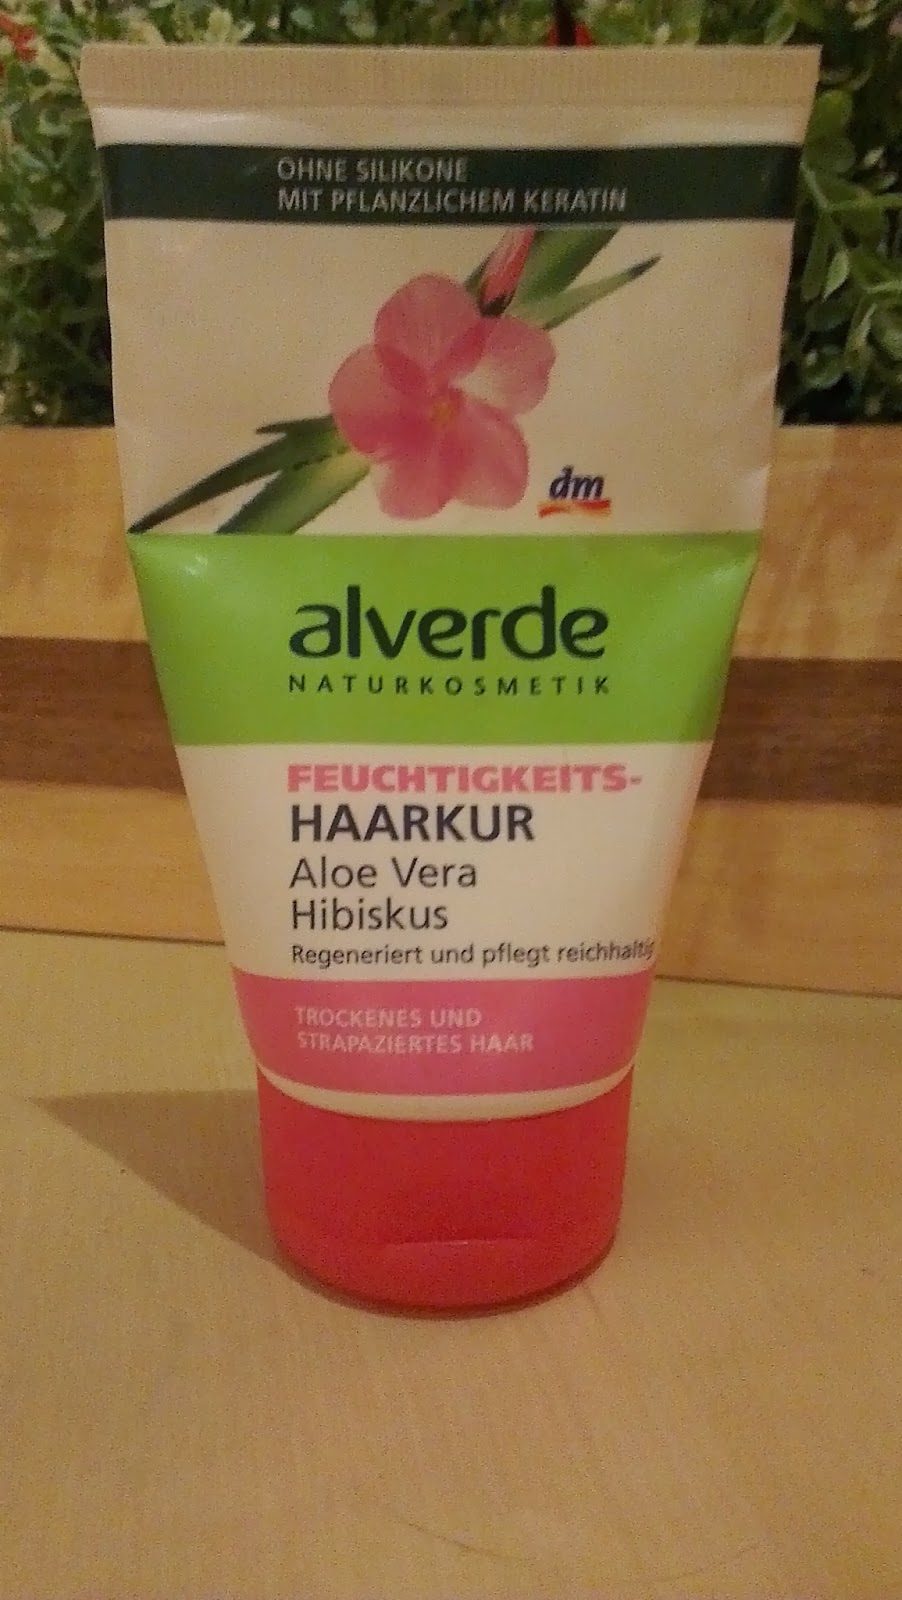 OHNE SILIKONE
MIT PFLANZLICHEM KERATIN
dm
alverde
NATURKOSMETIK
FEUCHTIGKEITS-
HAARKUR
Aloe Vera
Hibiskus
Regeneriert und pflegt reichhaltig
TROCKENES UND
STRAPAZIERTES HAAR